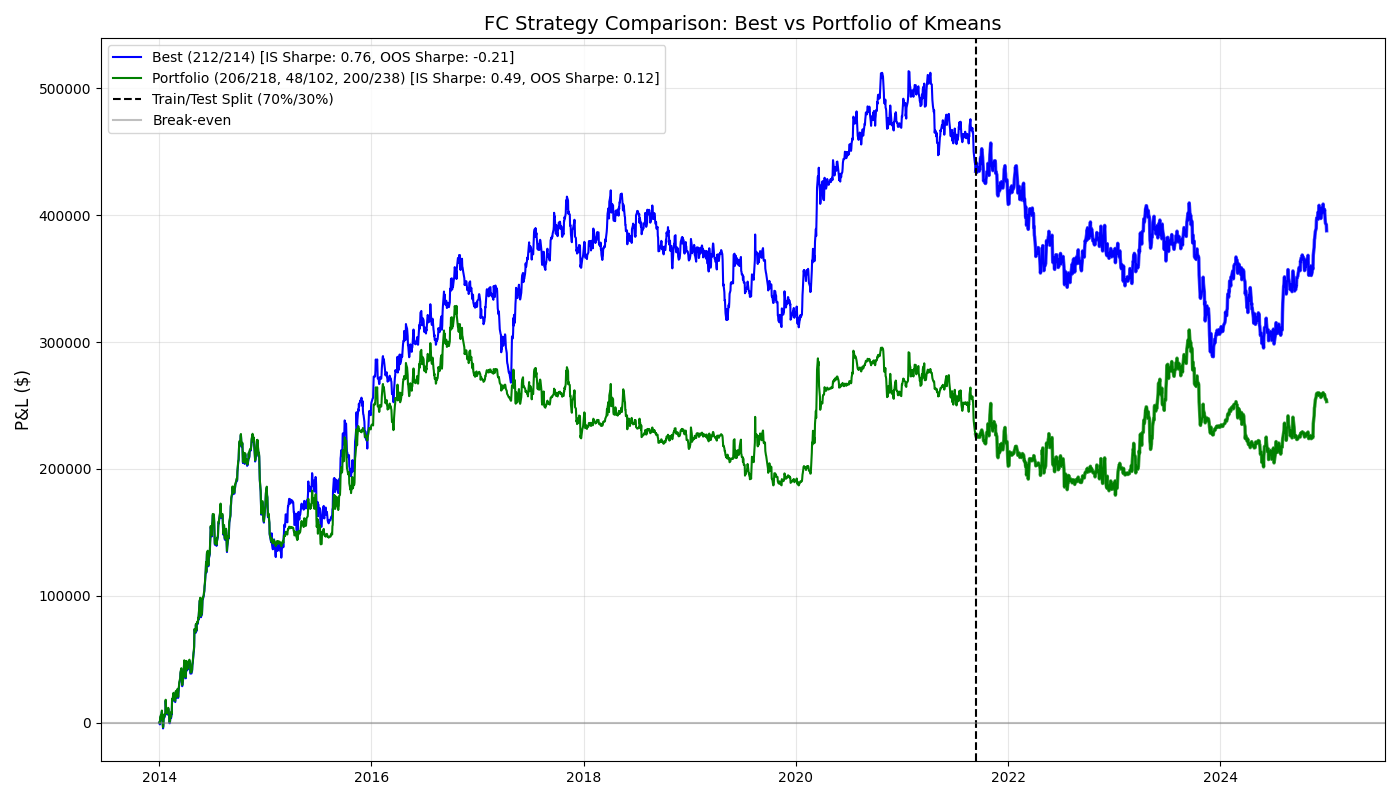 FC Strategy Comparison: Best vs Portfolio of Kmeans
Best (212/214) [IS Sharpe: 0.76, OOS Sharpe: -0.21]
Portfolio (206/218, 48/102, 200/238) [IS Sharpe: 0.49, OOS Sharpe: 0.12]
Train/Test Split (70%/30%)
Break-even
P&L ($)
500000
400000
300000
200000
100000
0
2014 2016 2018 2020 2022 2024